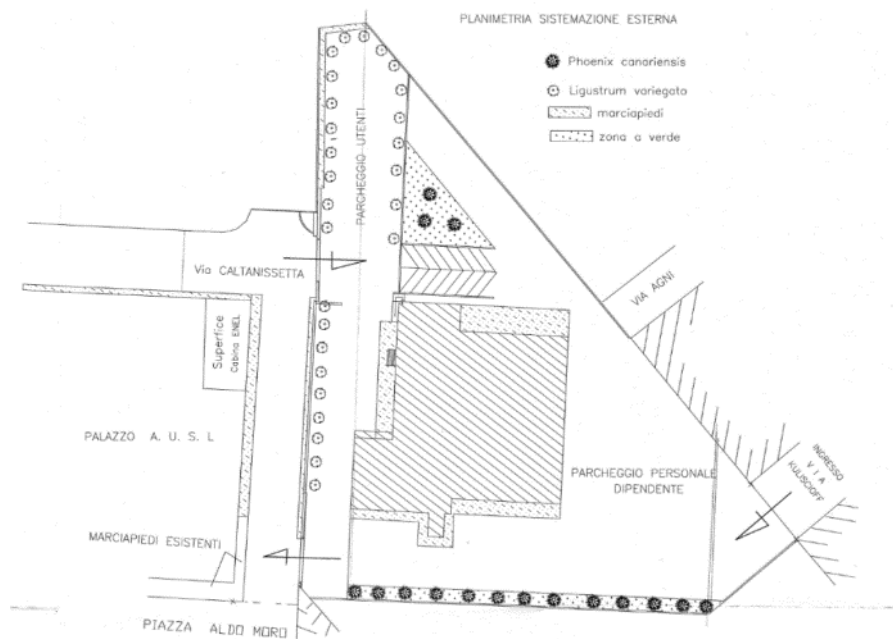 PLANIMETRIA SISTEMAZIONE ESTERNA
Phoenix canariensis
Ligustrum variegato
marciapiedi
zona a verde
PARCHEGGIO UTENTI
Via CALTANISSETTA
VIA AGNI
Superfice
Cabina ENEL
PALAZZO A. U. S. L
PARCHEGGIO PERSONALE
DIPENDENTE
INGRESSO
VIA
KULISCIOFF
MARCIAPIEDI ESISTENTI
PIAZZA ALDO MORO